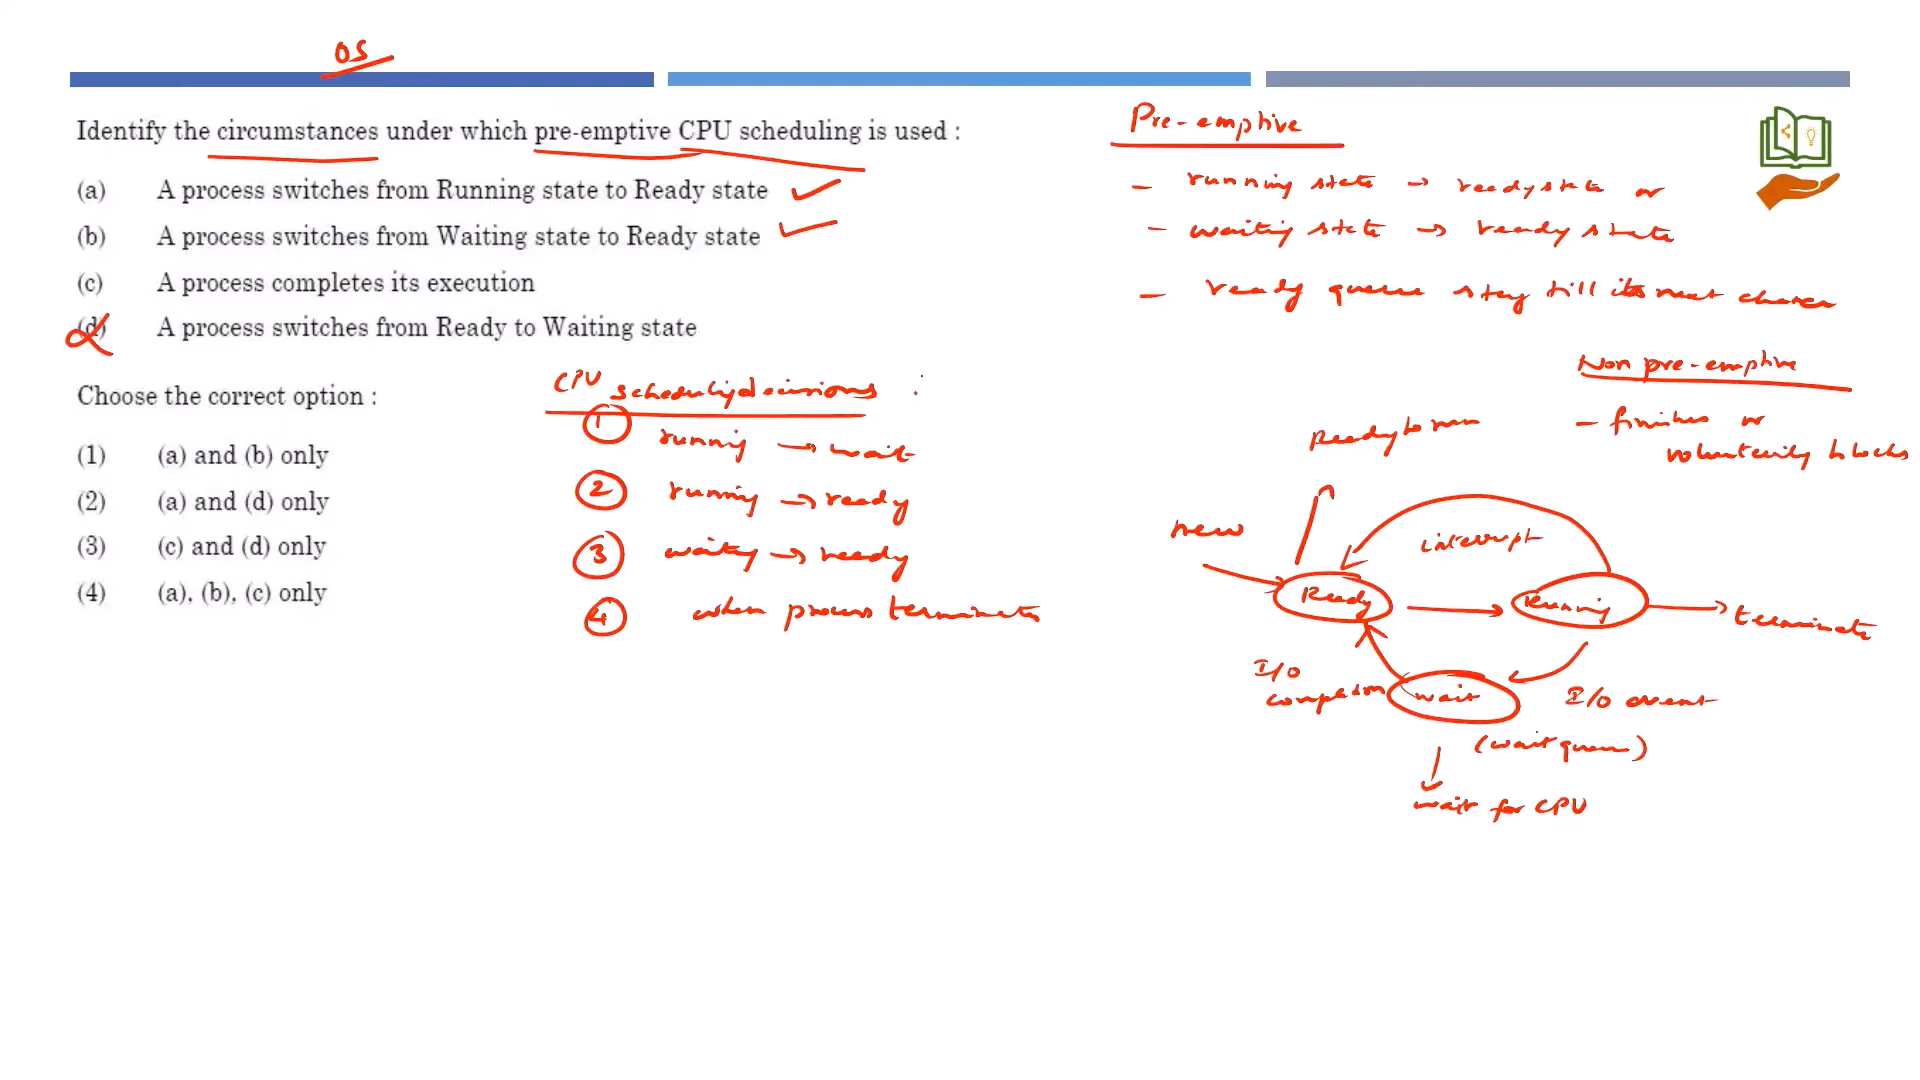 OS
Identify the circumstances under which pre-emptive CPU scheduling is used :
(a) A process switches from Running state to Ready state
(b) A process switches from Waiting state to Ready state
(c) A process completes its execution
(d) A process switches from Ready to Waiting state
Choose the correct option :
(1) (a) and (b) only
(2) (a) and (d) only
(3) (c) and (d) only
(4) (a), (b), (c) only
CPU scheduling decisions :
1 running → wait
2 running → ready
3 waiting → ready
4 when process terminates
Pre-emptive
- running state → ready state or
- waiting state → ready state
- ready queue stay till its next chance
Non pre-emptive
- finishes or
voluntarily blocks
Ready to run
new
interrupt
Ready
Running
terminate
I/O
completion
wait
I/O event
(wait queue)
wait for CPU